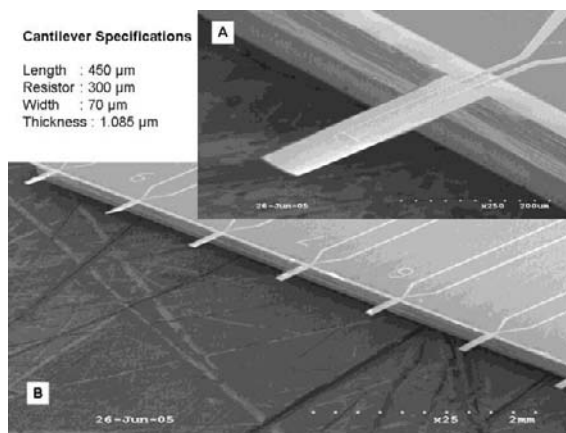 Cantilever Specifications
Length : 450 μm
Resistor : 300 μm
Width : 70 μm
Thickness : 1.085 μm
A
26-Jun-05 x250 200um
B
26-Jun-05 x25 2mm